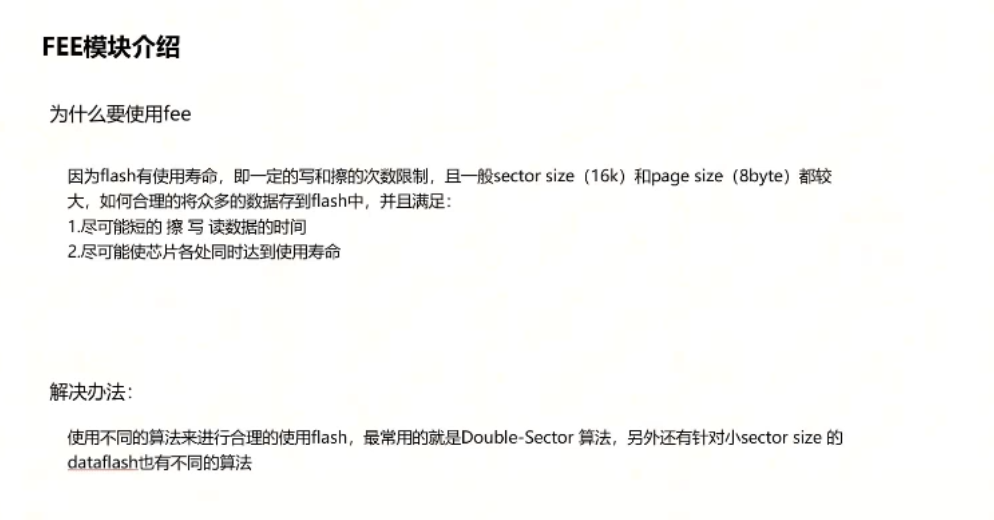 FEE模块介绍
为什么要使用fee
因为flash有使用寿命，即一定的写和擦的次数限制，且一般sector size（16k）和page size（8byte）都较
大，如何合理的将众多的数据存到flash中，并且满足：
1.尽可能短的 擦 写 读数据的时间
2.尽可能使芯片各处同时达到使用寿命
解决办法：
使用不同的算法来进行合理的使用flash，最常用的就是Double-Sector 算法，另外还有针对小sector size 的
dataflash也有不同的算法